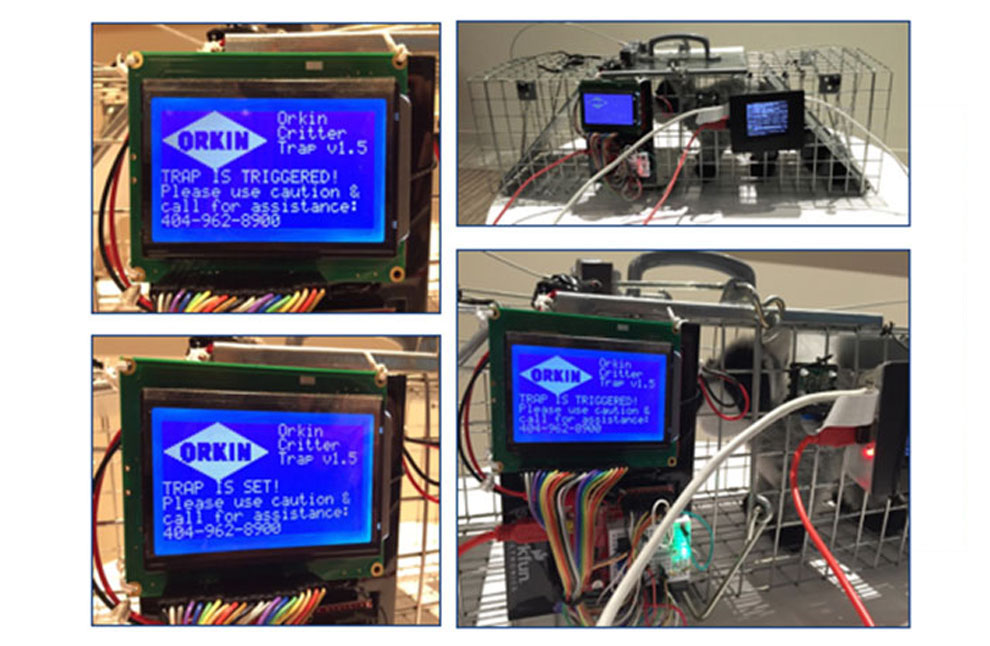 ORKIN
Orkin
Critter
Trap v1.5
TRAP IS TRIGGERED!
Please use caution &
call for assistance:
404-962-8900
ORKIN
Orkin
Critter
Trap v1.5
TRAP IS SET!
Please use caution &
call for assistance:
404-962-8900
ORKIN
Orkin
Critter
Trap v1.5
TRAP IS TRIGGERED!
Please use caution &
call for assistance:
404-962-8900
kfun